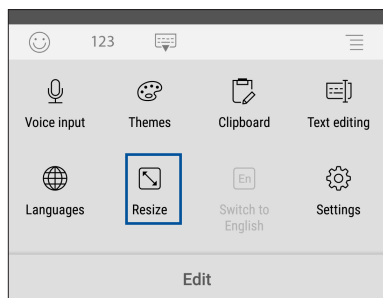 123
Voice input Themes Clipboard Text editing
En
Languages Resize Switch to English Settings
Edit